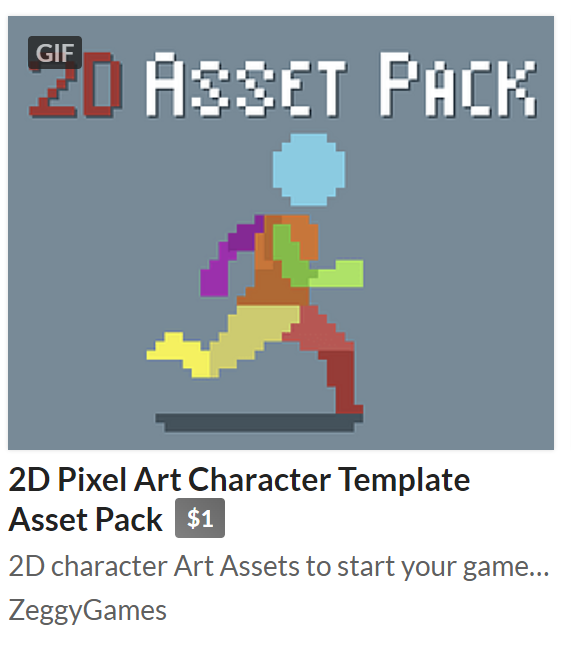 GIF
2D Asset Pack
2D Pixel Art Character Template
Asset Pack $1
2D character Art Assets to start your game...
ZeggyGames